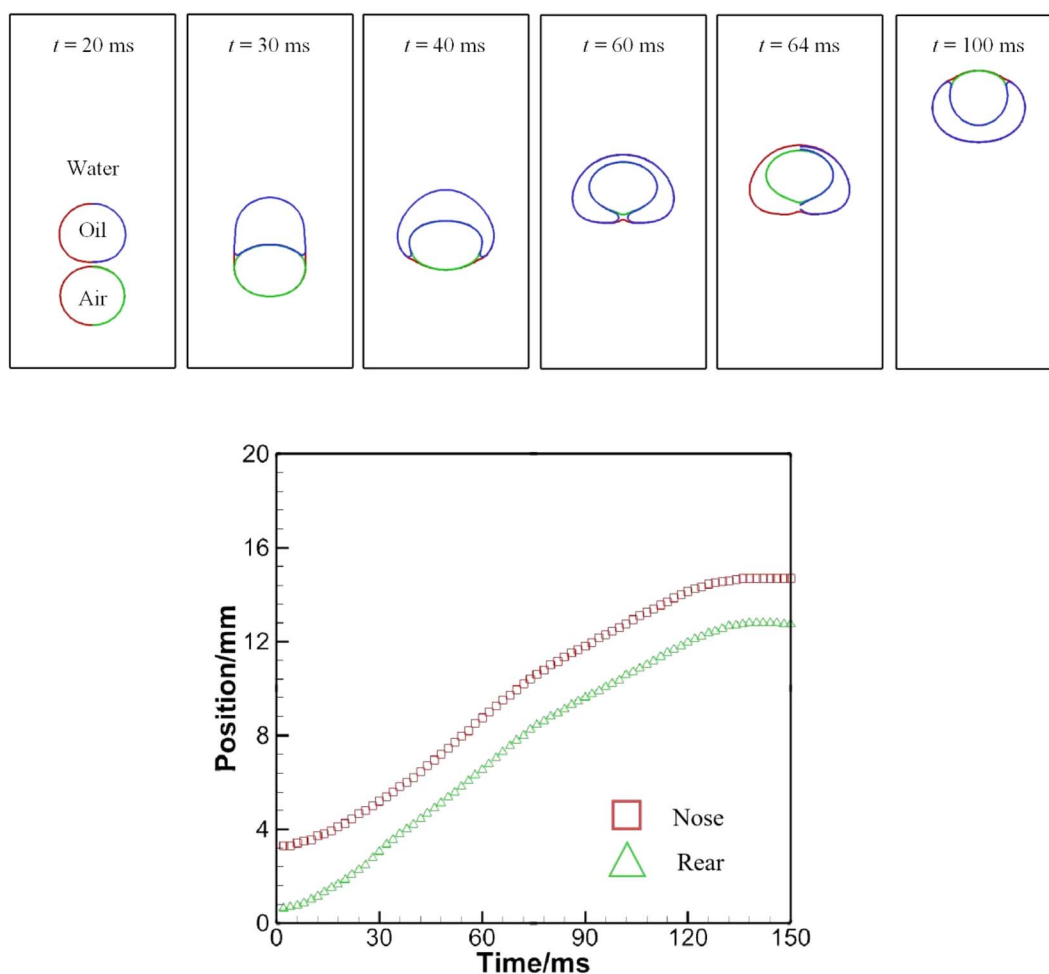 t = 20 ms
t = 30 ms
t = 40 ms
t = 60 ms
t = 64 ms
t = 100 ms
Water
Oil
Air
20
16
12
8
4
0
Position/mm
Nose
Rear
0 30 60 90 120 150
Time/ms